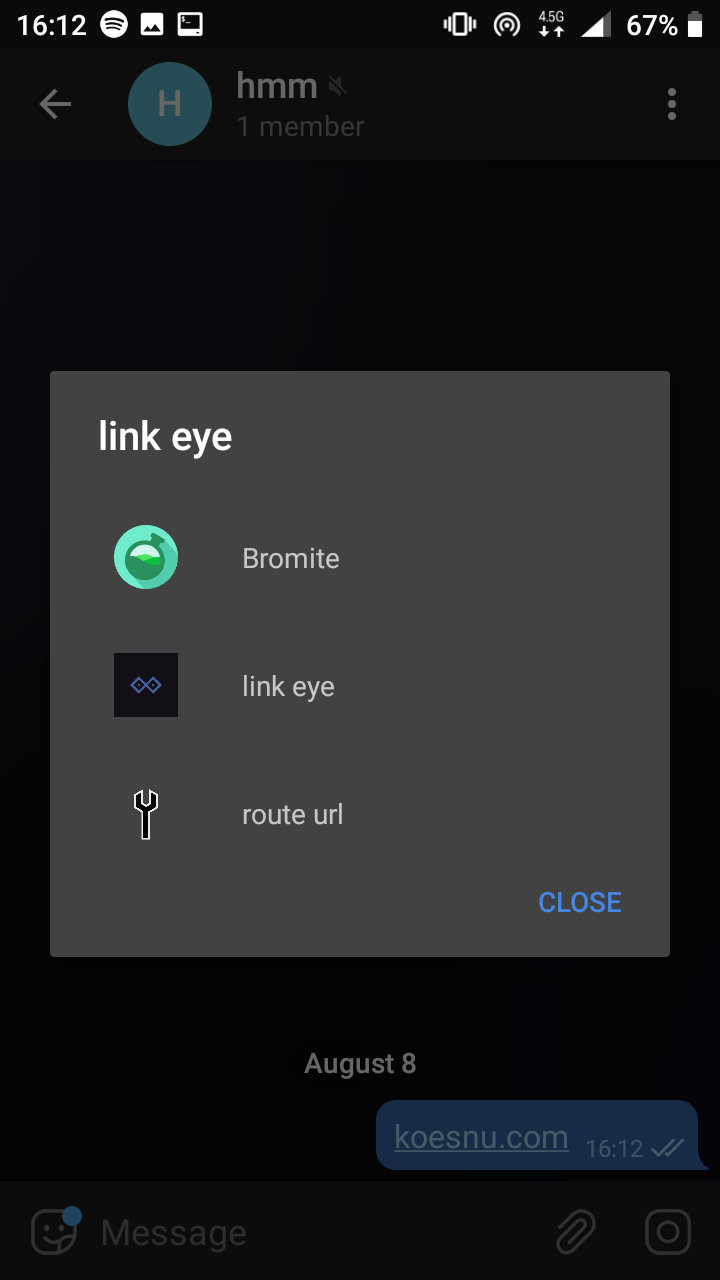 16:12
4.5G
67%
H
hmm
1 member
link eye
Bromite
link eye
route url
CLOSE
August 8
koesnu.com 16:12
Message